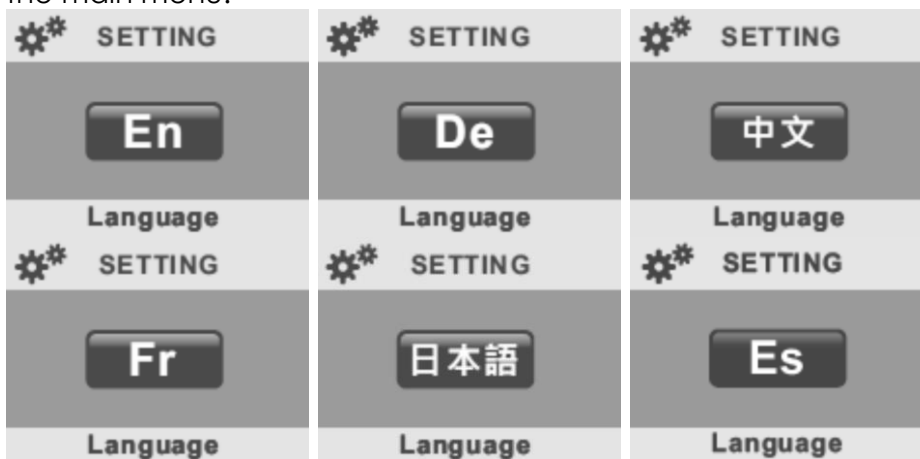 the main menu.
SETTING SETTING SETTING
En De 中文
Language Language Language
SETTING SETTING SETTING
Fr 日本語 Es
Language Language Language